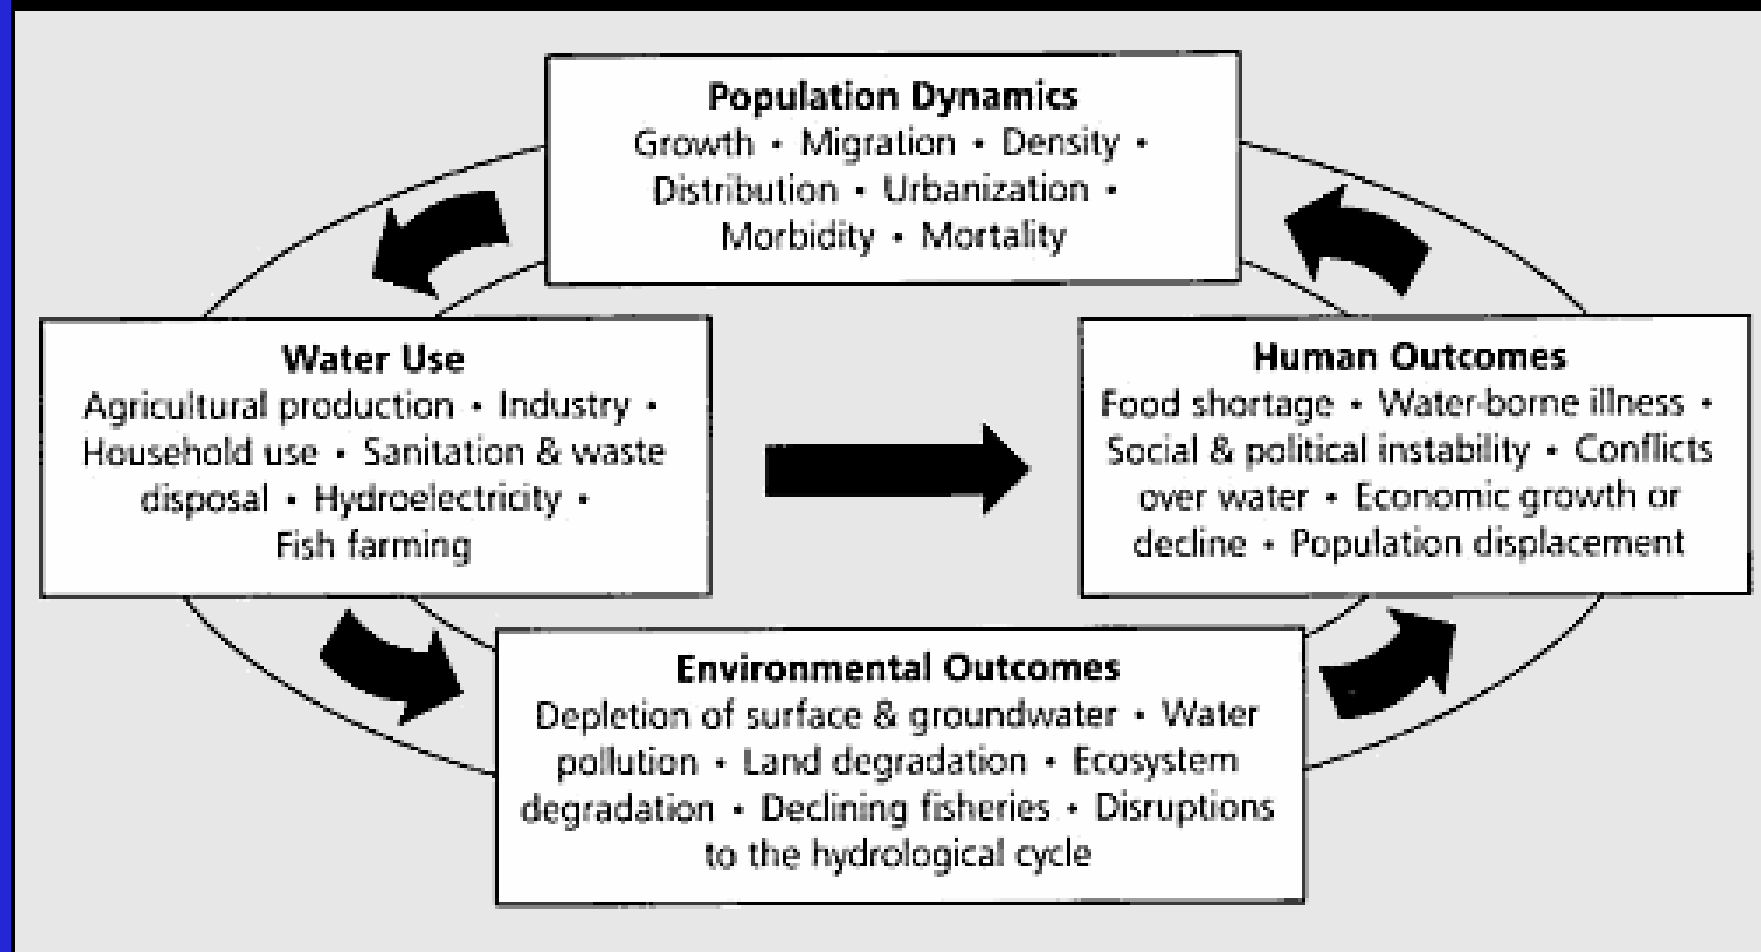 Population Dynamics
Growth • Migration • Density •
Distribution • Urbanization •
Morbidity • Mortality
Water Use
Agricultural production • Industry •
Household use • Sanitation & waste
disposal • Hydroelectricity •
Fish farming
Human Outcomes
Food shortage • Water-borne illness •
Social & political instability • Conflicts
over water • Economic growth or
decline • Population displacement
Environmental Outcomes
Depletion of surface & groundwater • Water
pollution • Land degradation • Ecosystem
degradation • Declining fisheries • Disruptions
to the hydrological cycle